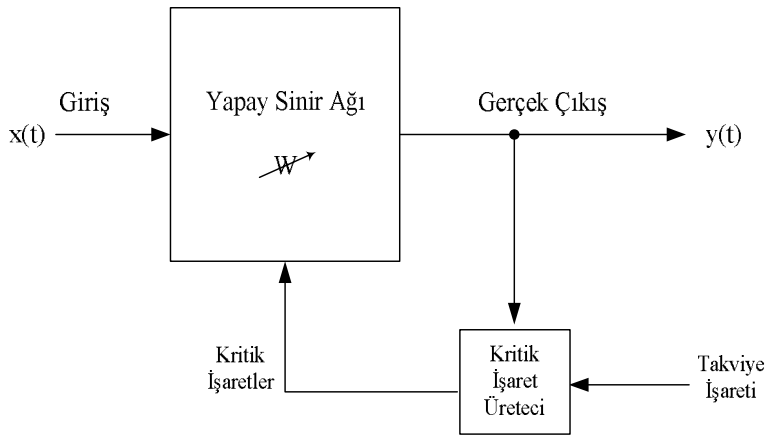 Giriş
Yapay Sinir Ağı
Gerçek Çıkış
x(t)
W
y(t)
Kritik
İşaretler
Kritik
İşaret
Üreteci
Takviye
İşareti